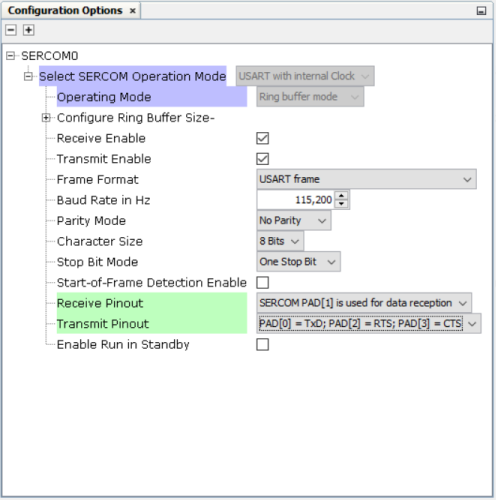 Configuration Options ×
SERCOM0
Select SERCOM Operation Mode USART with internal Clock
Operating Mode Ring buffer mode
Configure Ring Buffer Size-
Receive Enable
Transmit Enable
Frame Format USART frame
Baud Rate in Hz 115,200
Parity Mode No Parity
Character Size 8 Bits
Stop Bit Mode One Stop Bit
Start-of-Frame Detection Enable
Receive Pinout SERCOM PAD[1] is used for data reception
Transmit Pinout PAD[0] = TxD; PAD[2] = RTS; PAD[3] = CTS
Enable Run in Standby